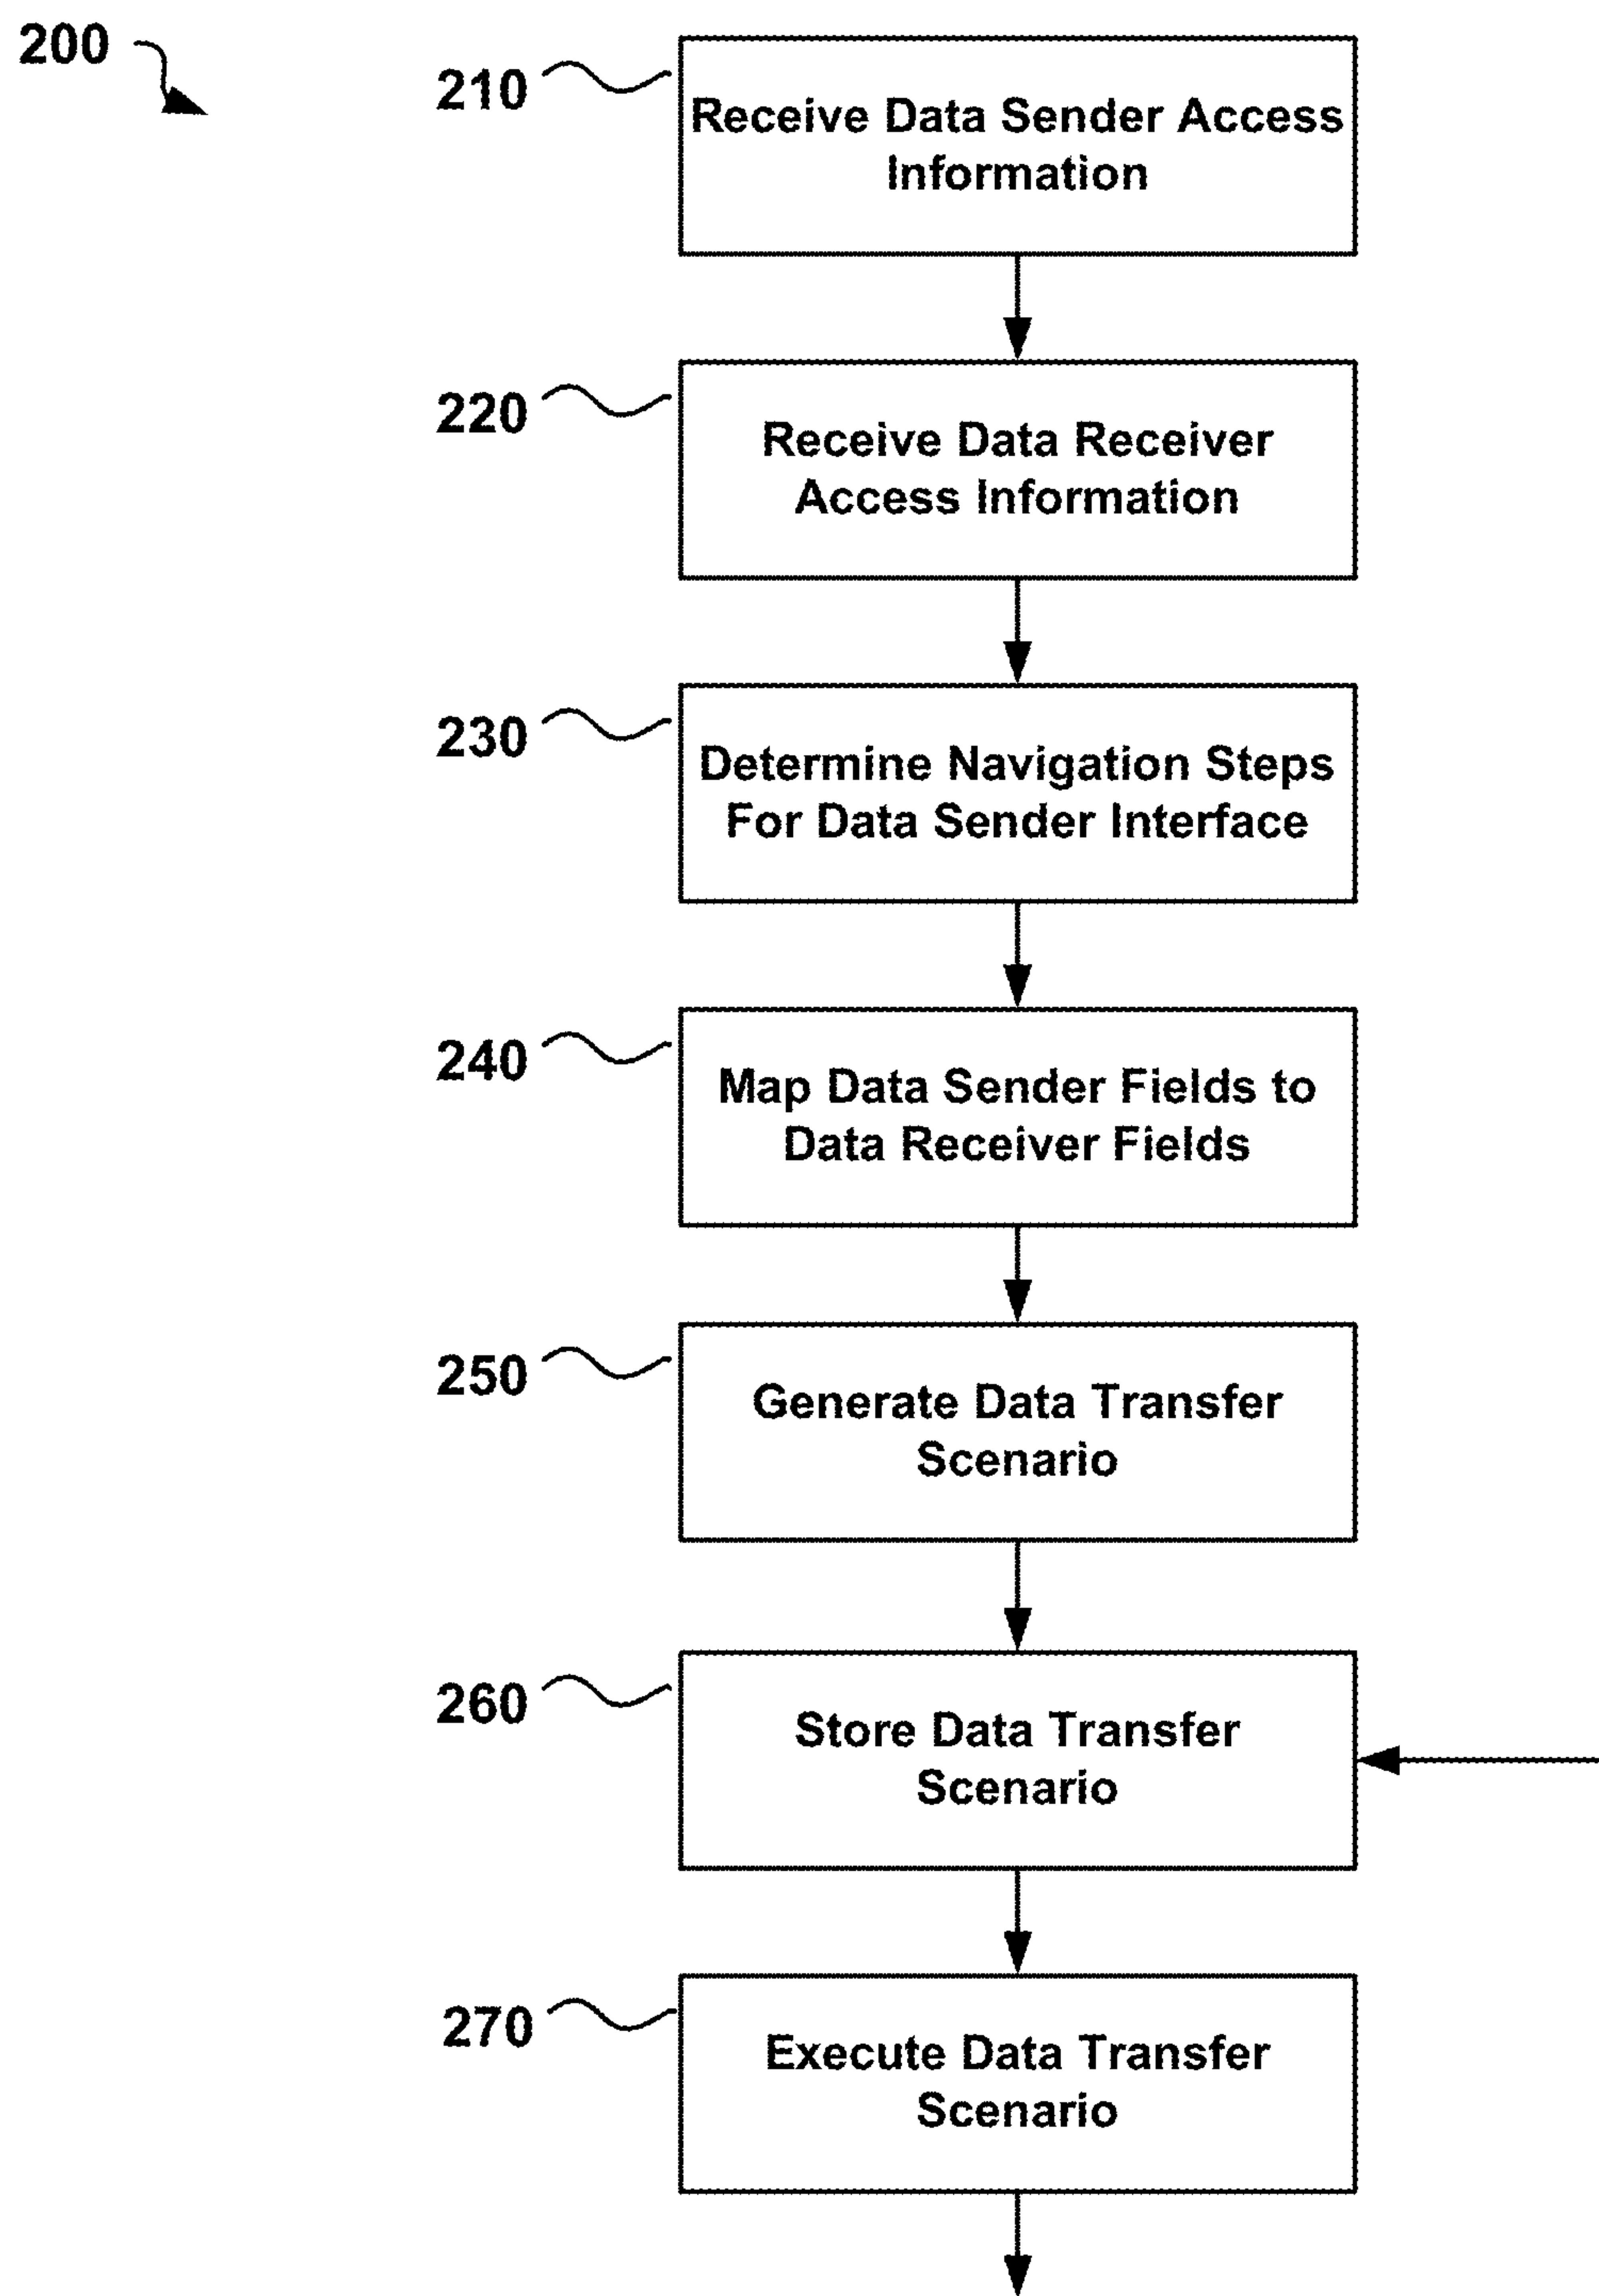 200
210
Receive Data Sender Access
Information
220
Receive Data Receiver
Access Information
230
Determine Navigation Steps
For Data Sender Interface
240
Map Data Sender Fields to
Data Receiver Fields
250
Generate Data Transfer
Scenario
260
Store Data Transfer
Scenario
270
Execute Data Transfer
Scenario